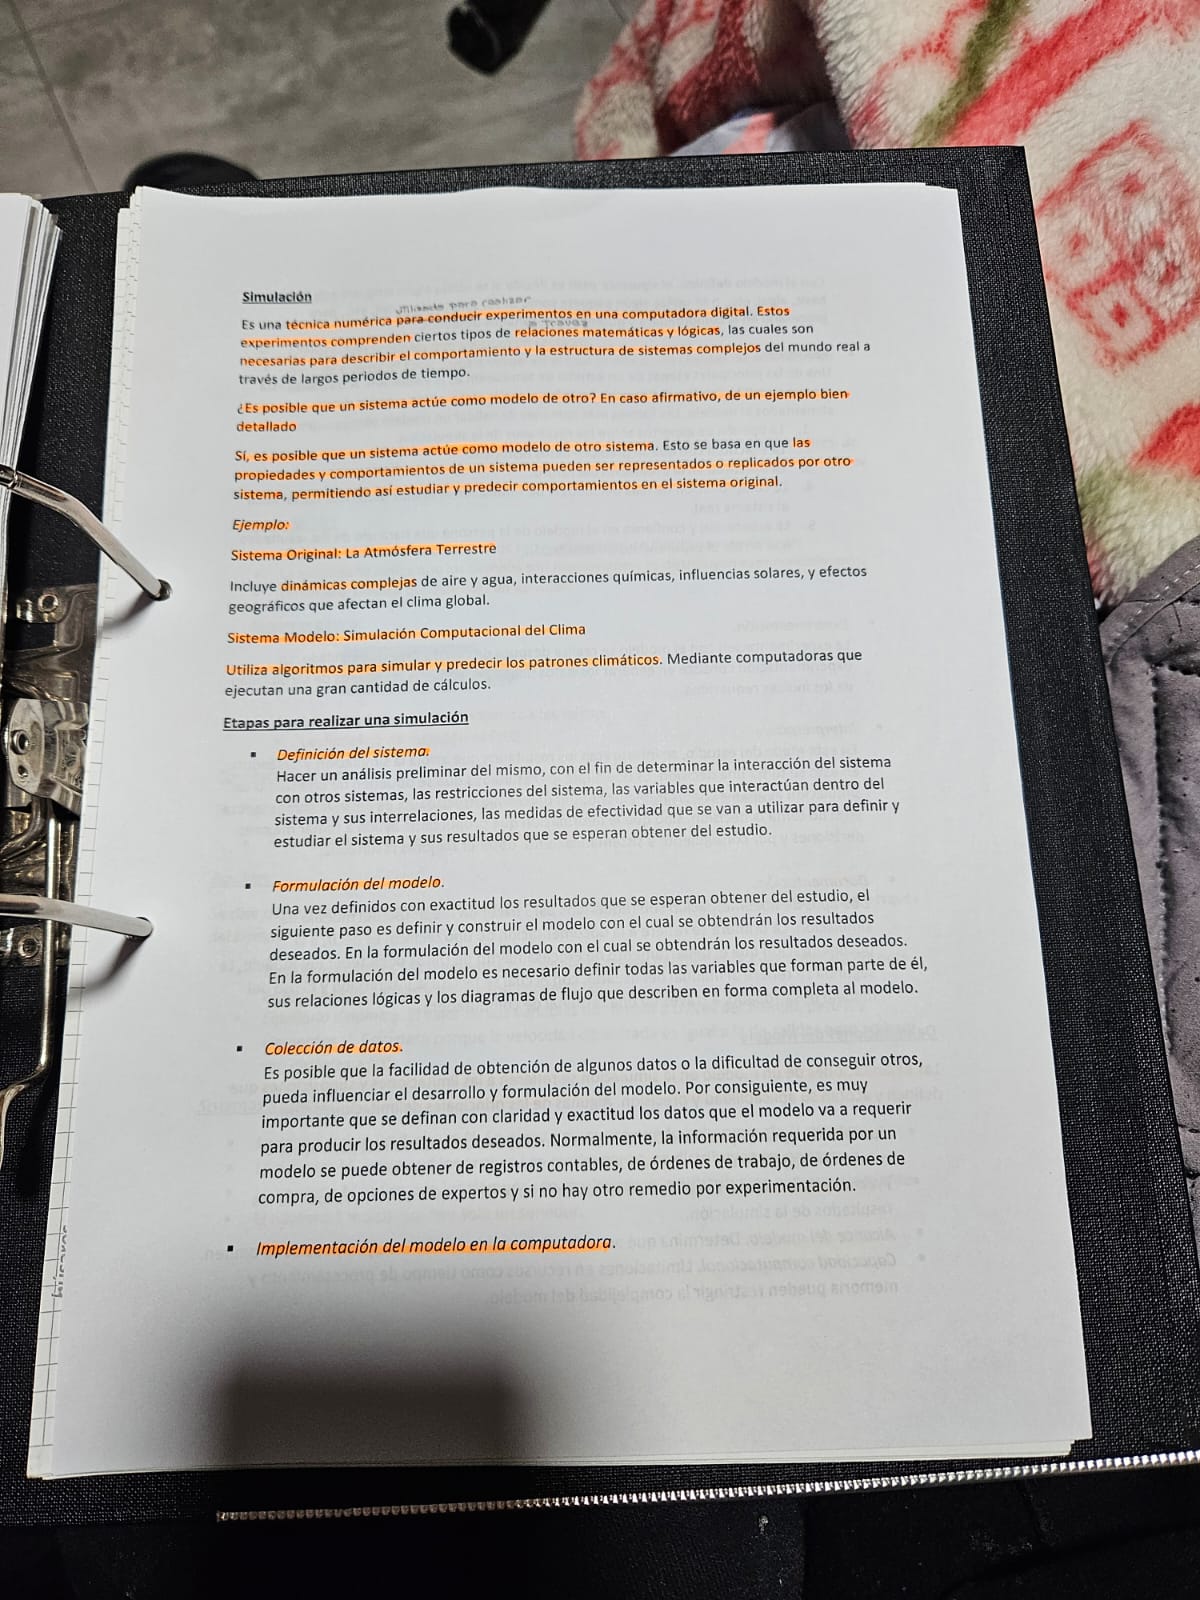 Simulación
utilizado para realizar
Es una técnica numérica para conducir experimentos en una computadora digital. Estos
a través
experimentos comprenden ciertos tipos de relaciones matemáticas y lógicas, las cuales son
necesarias para describir el comportamiento y la estructura de sistemas complejos del mundo real a
través de largos periodos de tiempo.
¿Es posible que un sistema actúe como modelo de otro? En caso afirmativo, de un ejemplo bien
detallado
Sí, es posible que un sistema actúe como modelo de otro sistema. Esto se basa en que las
propiedades y comportamientos de un sistema pueden ser representados o replicados por otro
sistema, permitiendo así estudiar y predecir comportamientos en el sistema original.
Ejemplo:
Sistema Original: La Atmósfera Terrestre
Incluye dinámicas complejas de aire y agua, interacciones químicas, influencias solares, y efectos
geográficos que afectan el clima global.
Sistema Modelo: Simulación Computacional del Clima
Utiliza algoritmos para simular y predecir los patrones climáticos. Mediante computadoras que
ejecutan una gran cantidad de cálculos.
Etapas para realizar una simulación
▪ Definición del sistema.
Hacer un análisis preliminar del mismo, con el fin de determinar la interacción del sistema
con otros sistemas, las restricciones del sistema, las variables que interactúan dentro del
sistema y sus interrelaciones, las medidas de efectividad que se van a utilizar para definir y
estudiar el sistema y sus resultados que se esperan obtener del estudio.
▪ Formulación del modelo.
Una vez definidos con exactitud los resultados que se esperan obtener del estudio, el
siguiente paso es definir y construir el modelo con el cual se obtendrán los resultados
deseados. En la formulación del modelo con el cual se obtendrán los resultados deseados.
En la formulación del modelo es necesario definir todas las variables que forman parte de él,
sus relaciones lógicas y los diagramas de flujo que describen en forma completa al modelo.
▪ Colección de datos.
Es posible que la facilidad de obtención de algunos datos o la dificultad de conseguir otros,
pueda influenciar el desarrollo y formulación del modelo. Por consiguiente, es muy
importante que se definan con claridad y exactitud los datos que el modelo va a requerir
para producir los resultados deseados. Normalmente, la información requerida por un
modelo se puede obtener de registros contables, de órdenes de trabajo, de órdenes de
compra, de opciones de expertos y si no hay otro remedio por experimentación.
▪ Implementación del modelo en la computadora.